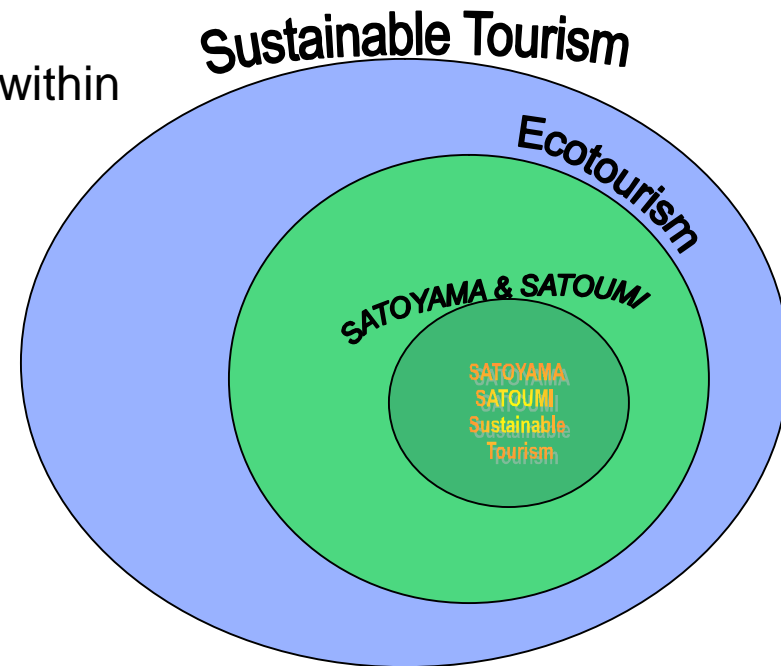 Sustainable Tourism
within
Ecotourism
SATOYAMA & SATOUMI
SATOYAMA
SATOUMI
Sustainable
Tourism